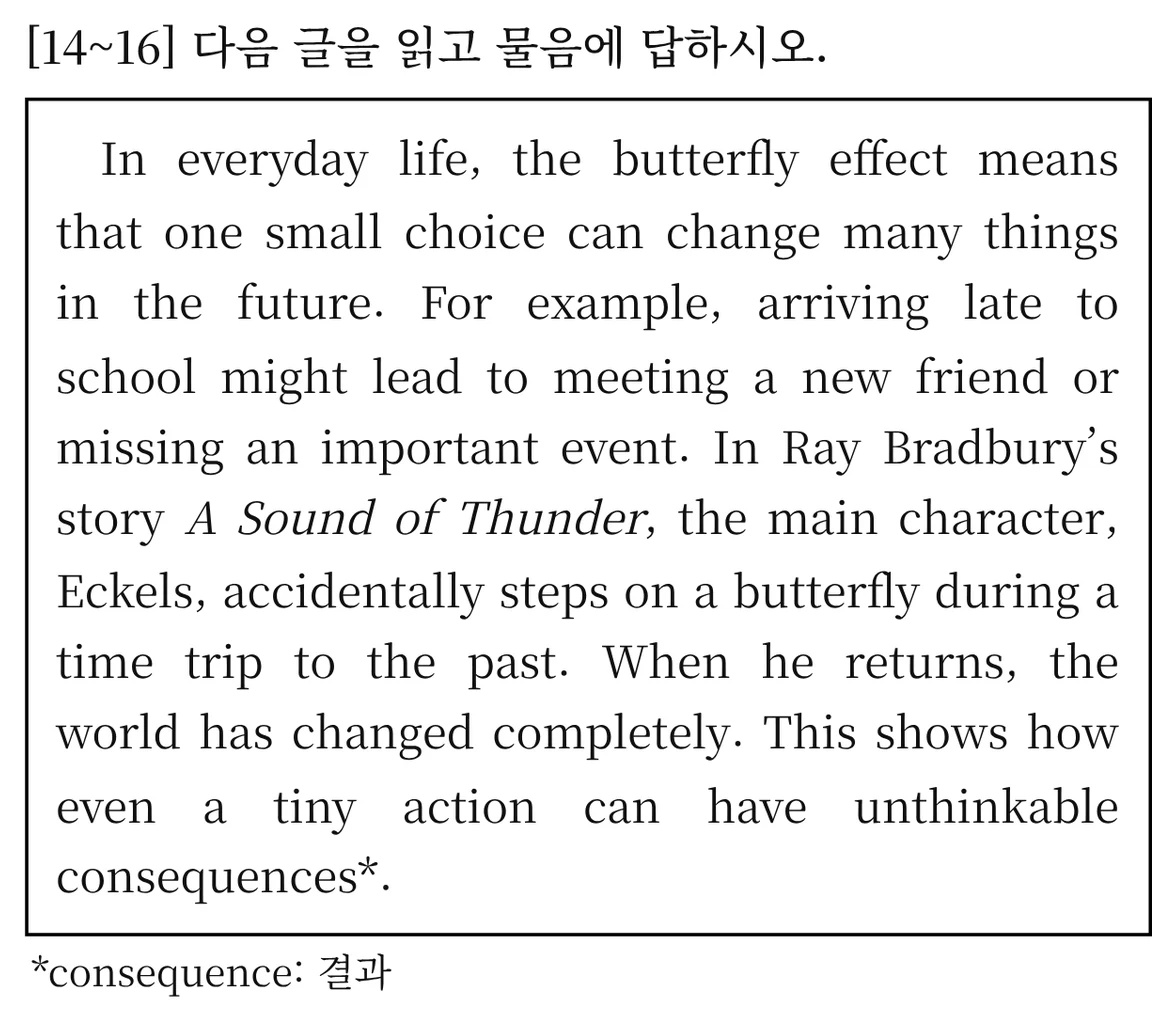 [14~16] 다음 글을 읽고 물음에 답하시오.
In everyday life, the butterfly effect means
that one small choice can change many things
in the future. For example, arriving late to
school might lead to meeting a new friend or
missing an important event. In Ray Bradbury’s
story A Sound of Thunder, the main character,
Eckels, accidentally steps on a butterfly during a
time trip to the past. When he returns, the
world has changed completely. This shows how
even a tiny action can have unthinkable
consequences*.
*consequence: 결과